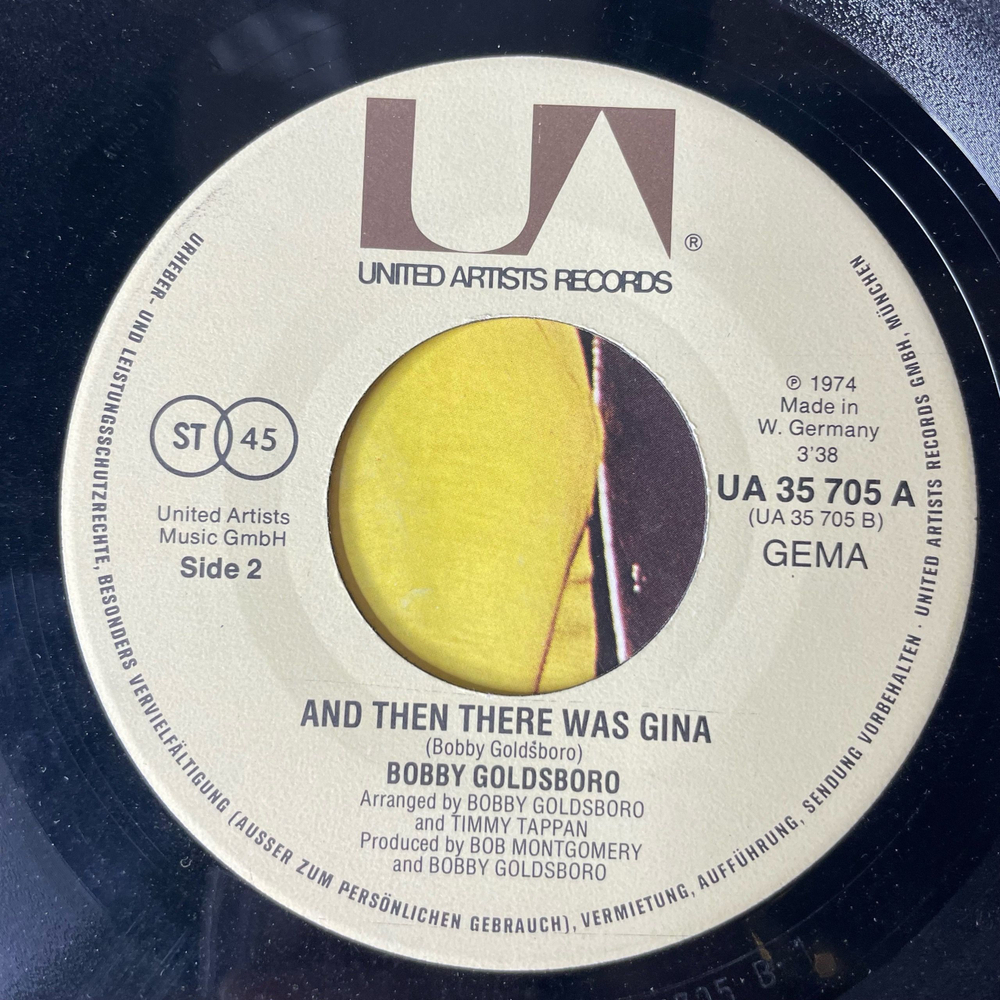 UA
®
UNITED ARTISTS RECORDS
URHEBER- UND LEISTUNGSSCHUTZRECHTE, BESONDERS VERVIELFÄLTIGUNG (AUSSER ZUM PERSÖNLICHEN GEBRAUCH), VERMIETUNG, AUFFÜHRUNG, SENDUNG VORBEHALTEN · UNITED ARTISTS RECORDS GMBH, MÜNCHEN
ST 45
United Artists
Music GmbH
Side 2
℗ 1974
Made in
W. Germany
3'38
UA 35 705 A
(UA 35 705 B)
GEMA
AND THEN THERE WAS GINA
(Bobby Goldsboro)
BOBBY GOLDSBORO
Arranged by BOBBY GOLDSBORO
and TIMMY TAPPAN
Produced by BOB MONTGOMERY
and BOBBY GOLDSBORO